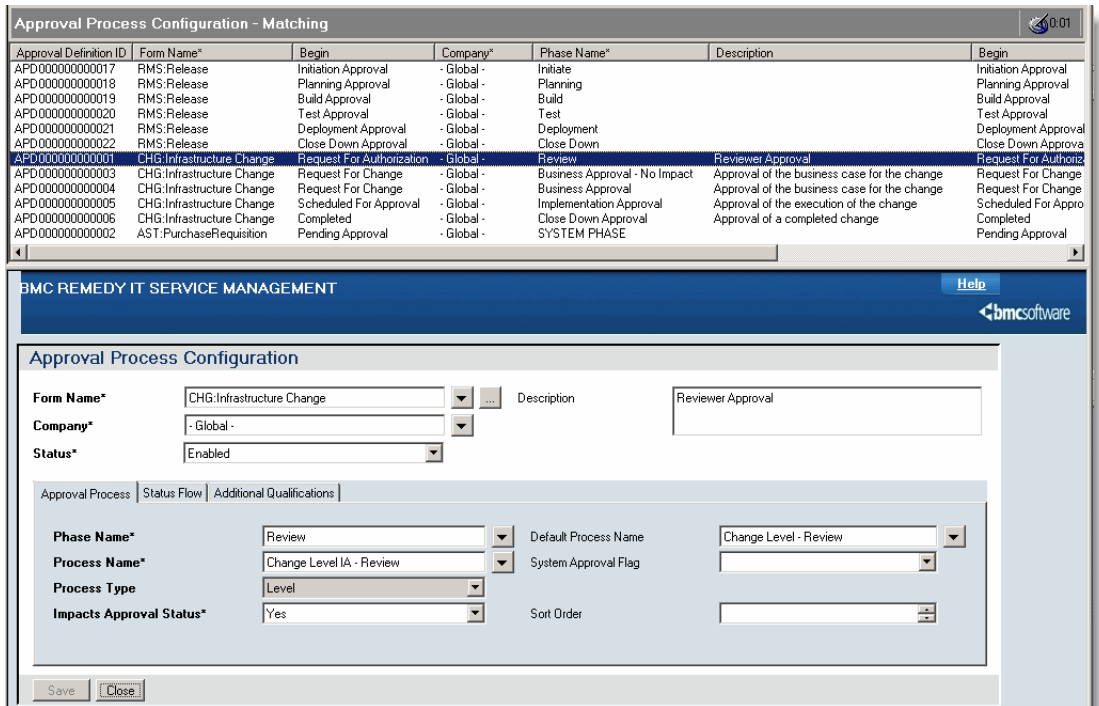 Approval Process Configuration - Matching 0:01
Approval Definition ID Form Name* Begin Company* Phase Name* Description Begin
APD000000000017 RMS:Release Initiation Approval - Global - Initiate Initiation Approval
APD000000000018 RMS:Release Planning Approval - Global - Planning Planning Approval
APD000000000019 RMS:Release Build Approval - Global - Build Build Approval
APD000000000020 RMS:Release Test Approval - Global - Test Test Approval
APD000000000021 RMS:Release Deployment Approval - Global - Deployment Deployment Approval
APD000000000022 RMS:Release Close Down Approval - Global - Close Down Close Down Approva
APD000000000001 CHG:Infrastructure Change Request For Authorization - Global - Review Reviewer Approval Request For Authoriz
APD000000000003 CHG:Infrastructure Change Request For Change - Global - Business Approval - No Impact Approval of the business case for the change Request For Change
APD000000000004 CHG:Infrastructure Change Request For Change - Global - Business Approval Approval of the business case for the change Request For Change
APD000000000005 CHG:Infrastructure Change Scheduled For Approval - Global - Implementation Approval Approval of the execution of the change Scheduled For Appro
APD000000000006 CHG:Infrastructure Change Completed - Global - Close Down Approval Approval of a completed change Completed
APD000000000002 AST:PurchaseRequisition Pending Approval - Global - SYSTEM PHASE Pending Approval
BMC REMEDY IT SERVICE MANAGEMENT Help
bmcsoftware
Approval Process Configuration
Form Name* CHG:Infrastructure Change ... Description Reviewer Approval
Company* - Global -
Status* Enabled
Approval Process Status Flow Additional Qualifications
Phase Name* Review Default Process Name Change Level - Review
Process Name* Change Level IA - Review System Approval Flag
Process Type Level
Impacts Approval Status* Yes Sort Order
Save Close